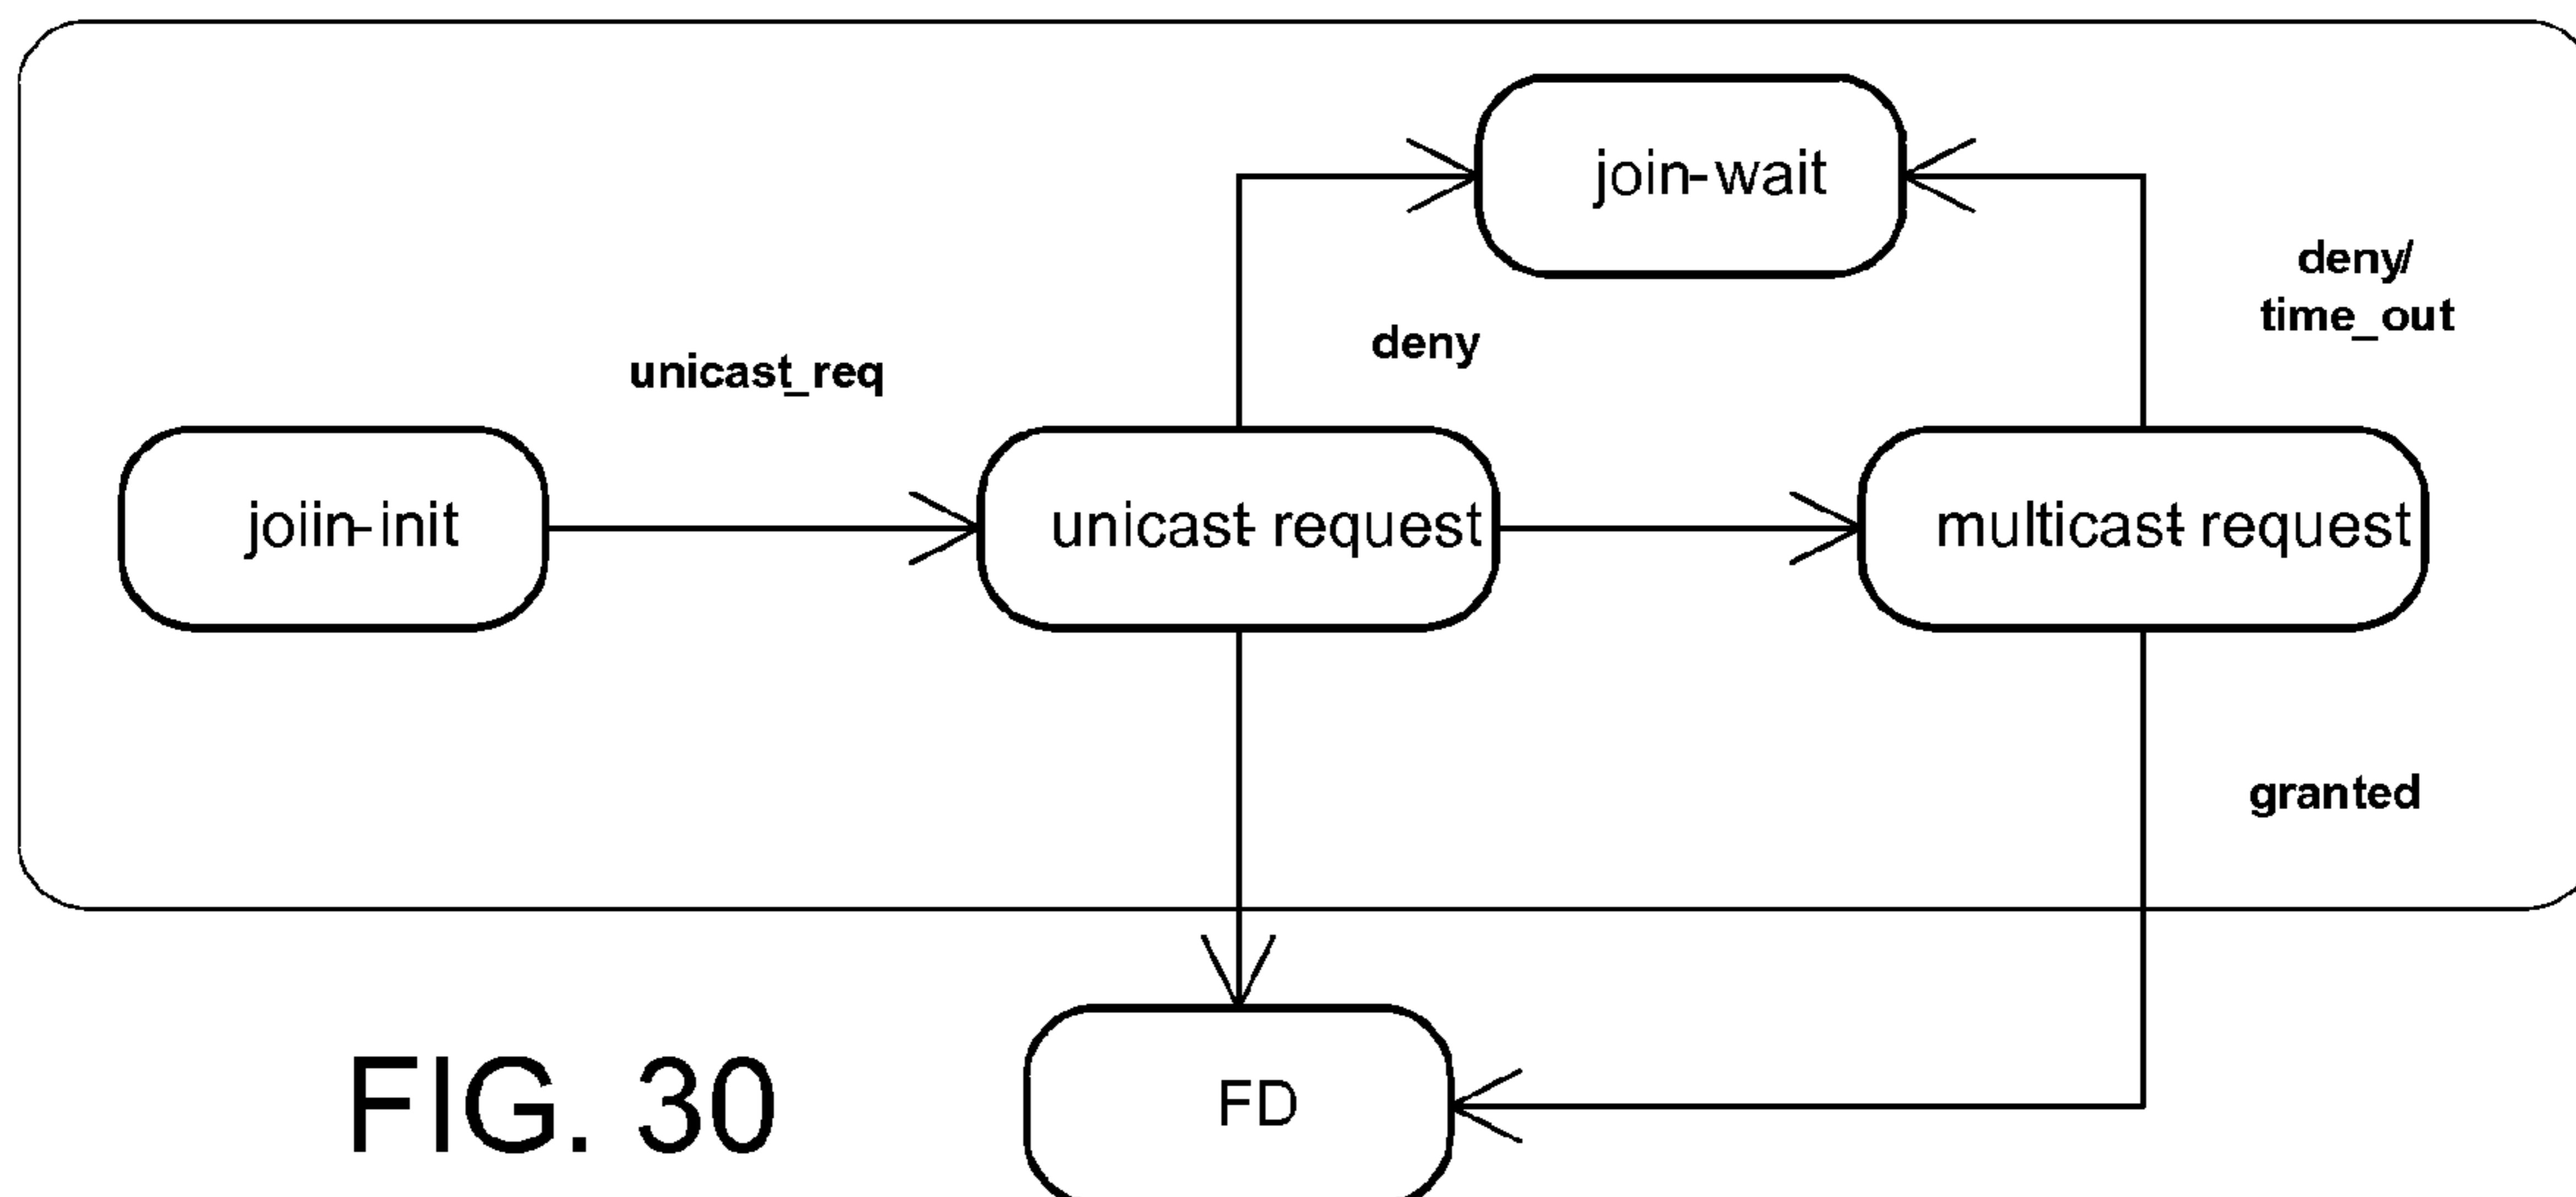 join-wait
deny/
time_out
deny
unicast_req
joiin-init
unicast-request
multicast-request
granted
FD
FIG. 30